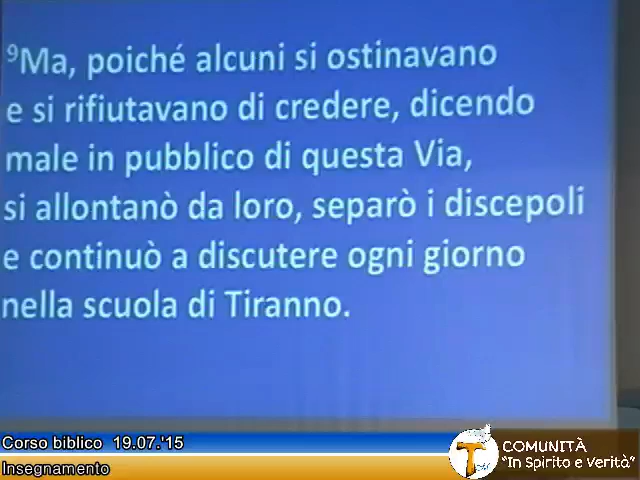 ⁹Ma, poiché alcuni si ostinavano
e si rifiutavano di credere, dicendo
male in pubblico di questa Via,
si allontanò da loro, separò i discepoli
e continuò a discutere ogni giorno
nella scuola di Tiranno.
Corso biblico 19.07.'15
Insegnamento
COMUNITÀ
"In Spirito e Verità"